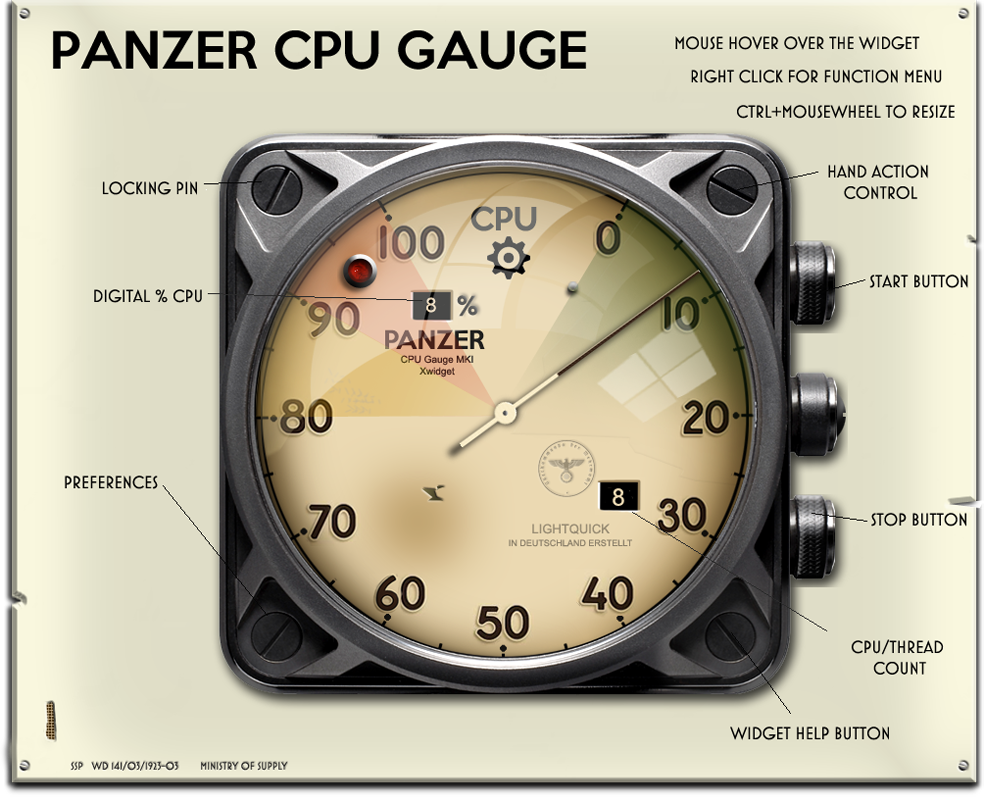 PANZER CPU GAUGE
MOUSE HOVER OVER THE WIDGET
RIGHT CLICK FOR FUNCTION MENU
CTRL+MOUSEWHEEL TO RESIZE
LOCKING PIN
HAND ACTION
CONTROL
CPU
100
0
START BUTTON
DIGITAL % CPU
8 %
90
10
PANZER
CPU Gauge MKI
Xwidget
80
20
PREFERENCES
8
70
30
STOP BUTTON
LIGHTQUICK
IN DEUTSCHLAND ERSTELLT
60
40
50
CPU/THREAD
COUNT
WIDGET HELP BUTTON
SSP WD 141/03/1923-03 MINISTRY OF SUPPLY